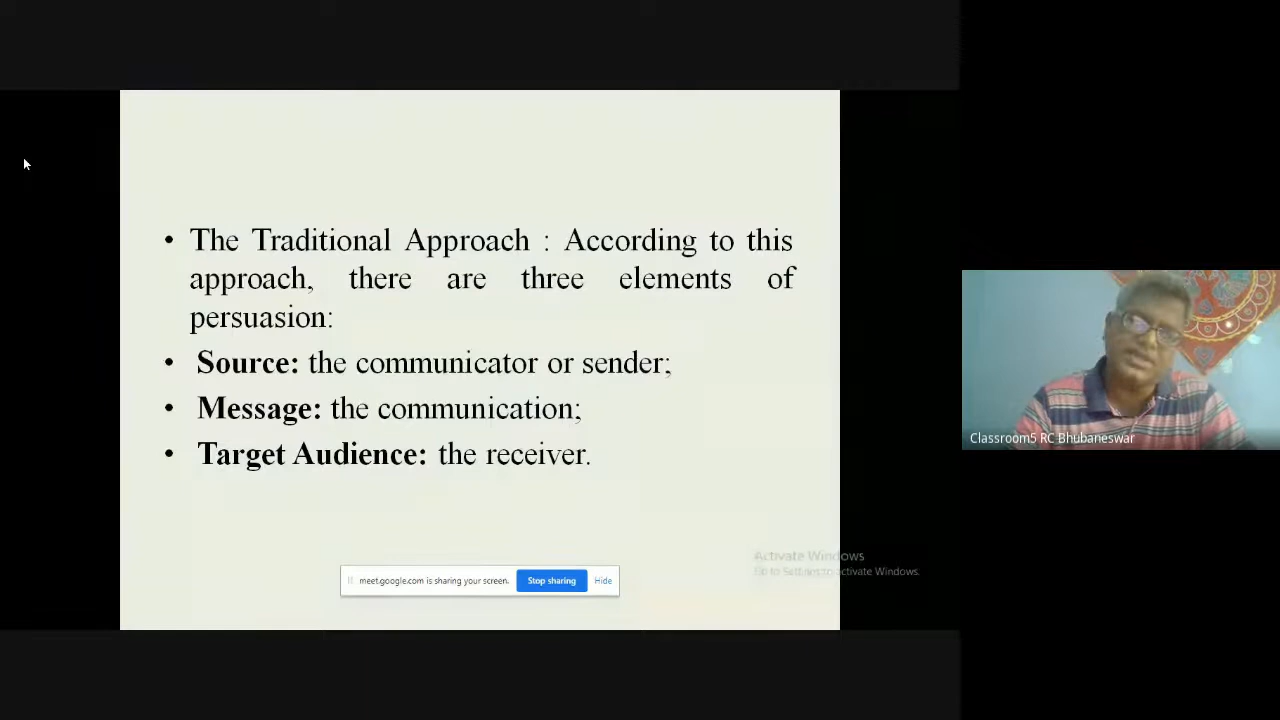 • The Traditional Approach : According to this
approach, there are three elements of
persuasion:
• Source: the communicator or sender;
• Message: the communication;
• Target Audience: the receiver.
Classroom5 RC Bhubaneswar
Activate Windows
Go to Settings to activate Windows.
meet.google.com is sharing your screen.
Stop sharing
Hide